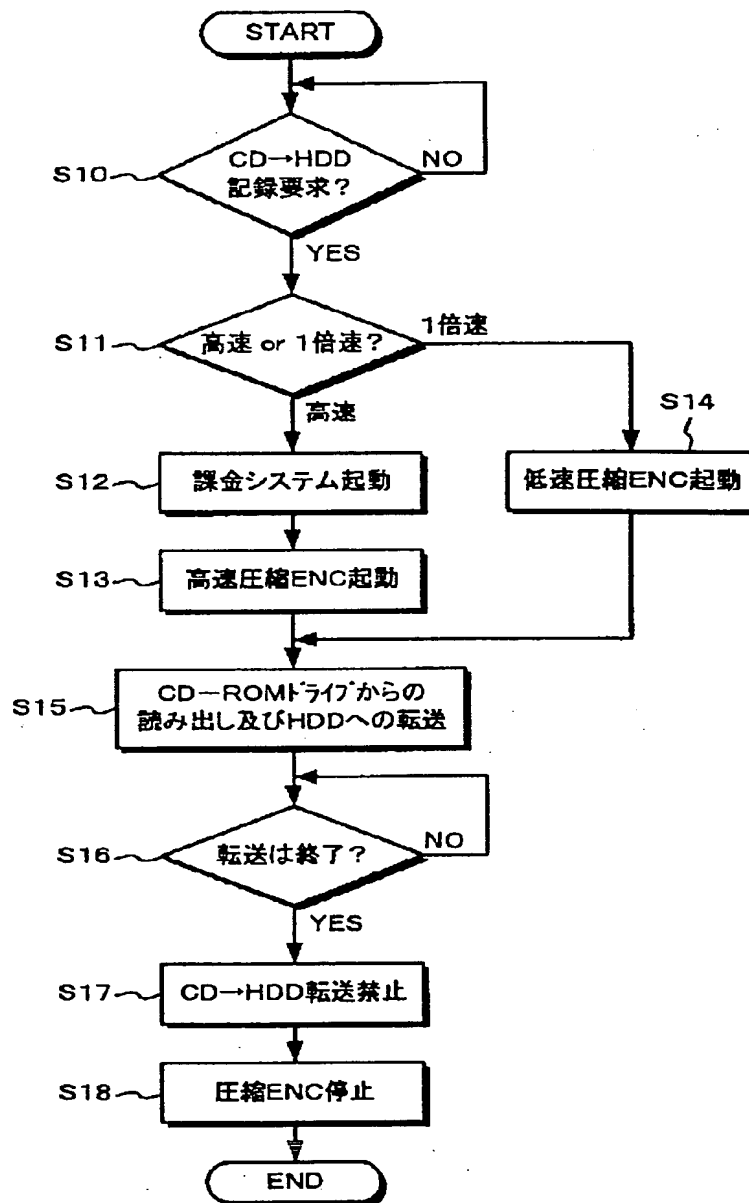 START
S10
CD→HDD
記録要求？
NO
YES
S11
高速 or 1倍速？
1倍速
高速
S12
課金システム起動
S14
低速圧縮ENC起動
S13
高速圧縮ENC起動
S15
CD－ROMドライブからの
読み出し及びHDDへの転送
S16
転送は終了？
NO
YES
S17
CD→HDD転送禁止
S18
圧縮ENC停止
END